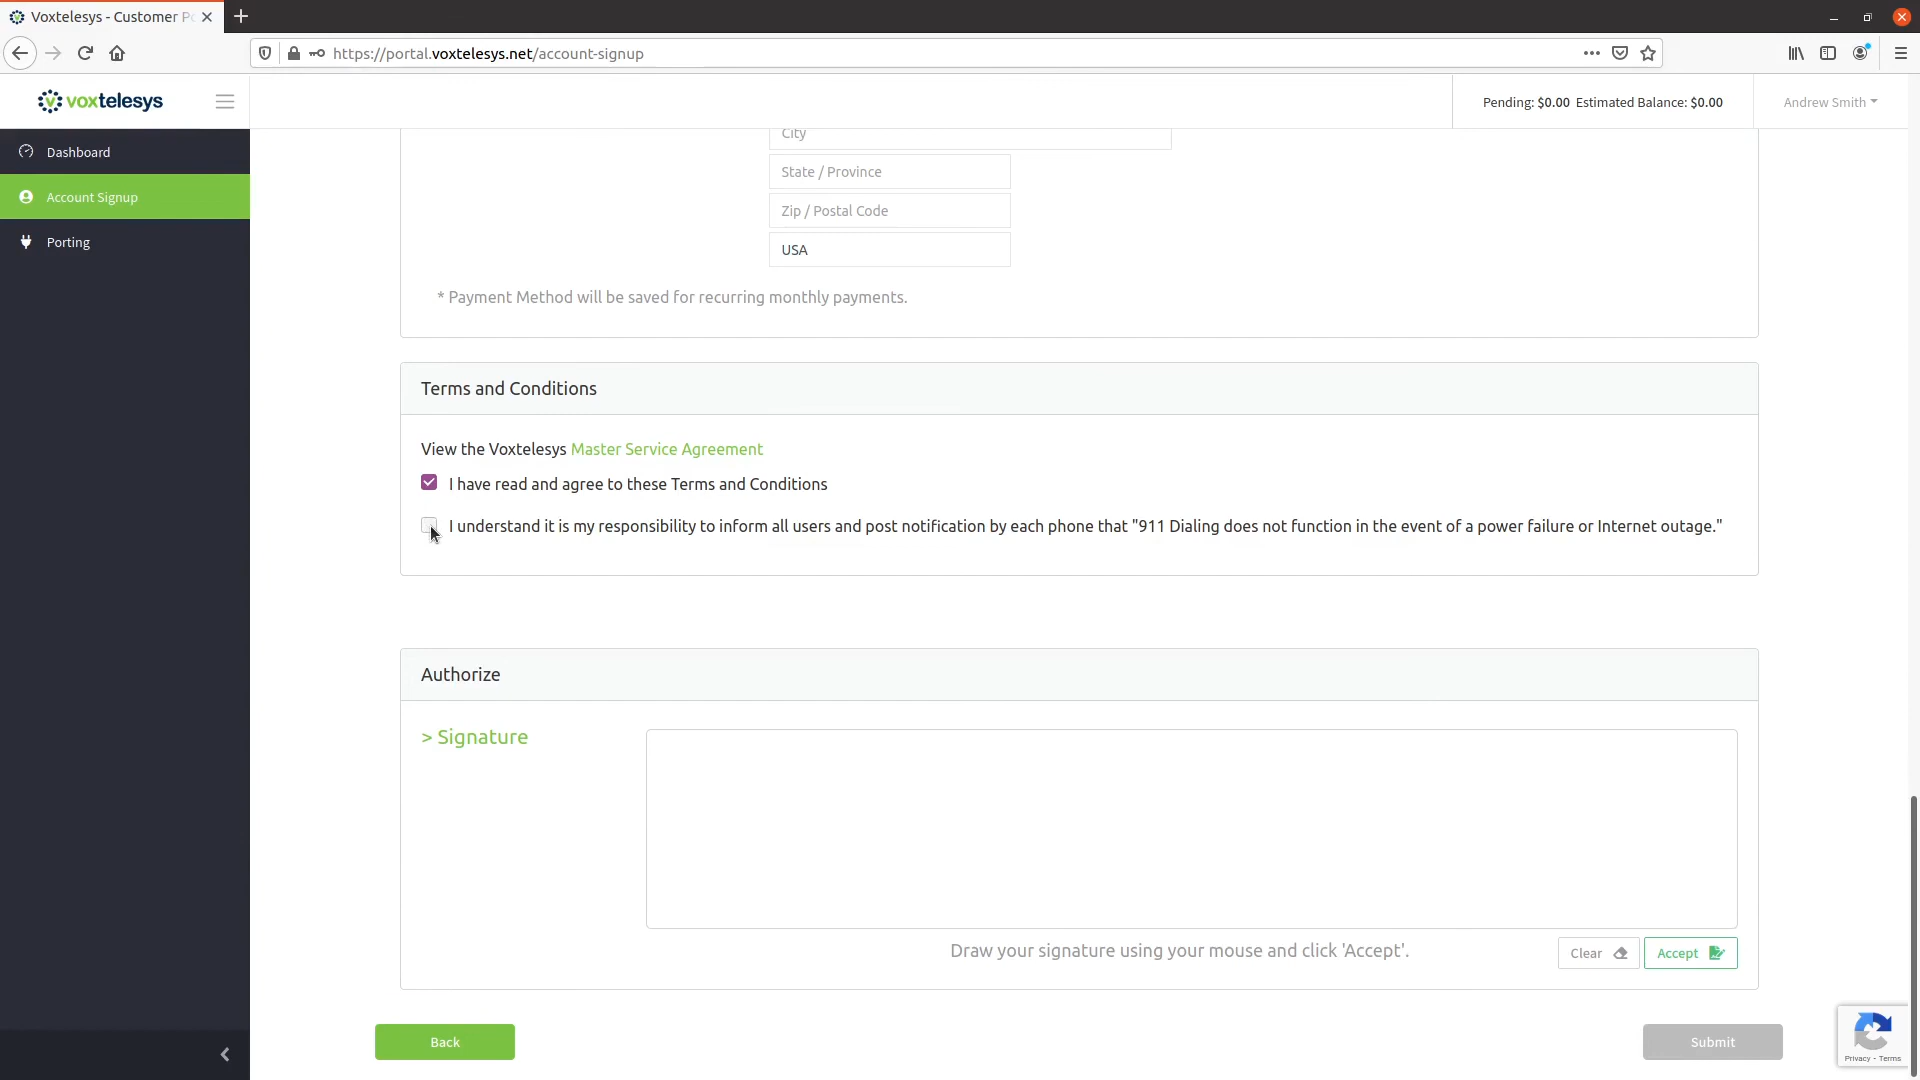 Voxtelesys - Customer Po
https://portal.voxtelesys.net/account-signup
voxtelesys
Pending: $0.00 Estimated Balance: $0.00
Andrew Smith
Dashboard
Account Signup
Porting
City
State / Province
Zip / Postal Code
USA
* Payment Method will be saved for recurring monthly payments.
Terms and Conditions
View the Voxtelesys Master Service Agreement
I have read and agree to these Terms and Conditions
I understand it is my responsibility to inform all users and post notification by each phone that "911 Dialing does not function in the event of a power failure or Internet outage."
Authorize
> Signature
Draw your signature using your mouse and click 'Accept'.
Clear
Accept
Back
Submit
Privacy - Terms